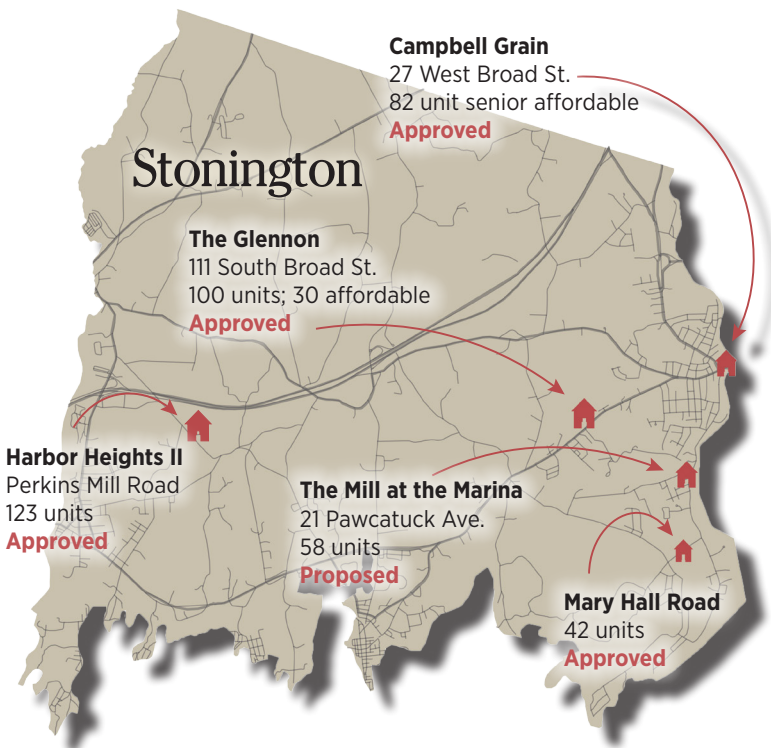 Campbell Grain
27 West Broad St.
82 unit senior affordable
Approved
Stonington
The Glennon
111 South Broad St.
100 units; 30 affordable
Approved
Harbor Heights II
Perkins Mill Road
123 units
Approved
The Mill at the Marina
21 Pawcatuck Ave.
58 units
Proposed
Mary Hall Road
42 units
Approved